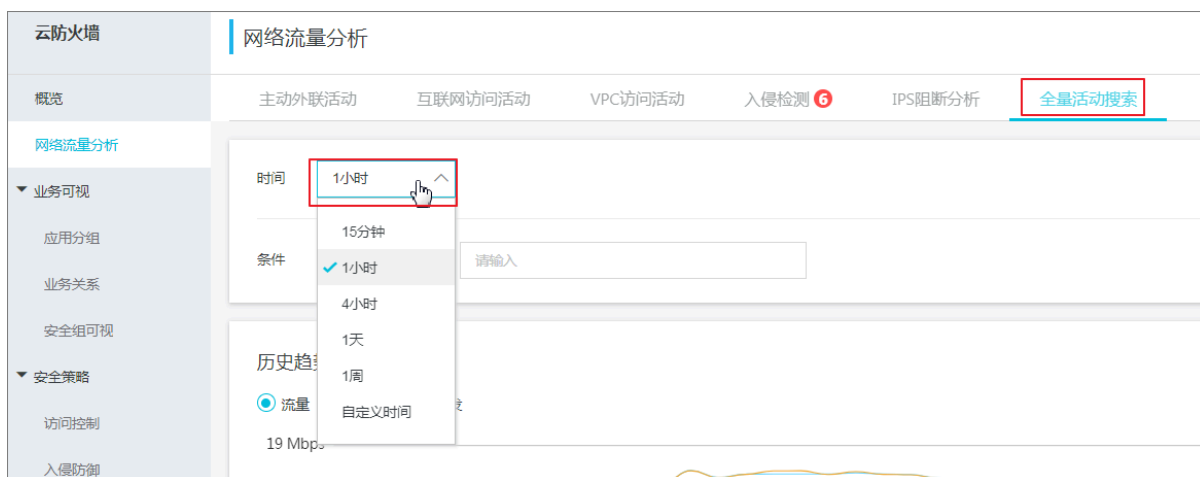 云防火墙
网络流量分析
概览
主动外联活动 互联网访问活动 VPC访问活动 入侵检测 6 IPS阻断分析 全量活动搜索
网络流量分析
时间 1小时
业务可视
15分钟
应用分组
条件 请输入
1小时
业务关系
4小时
安全组可视
1天
历史趋
安全策略
1周
流量
自定义时间
访问控制
19 Mbps
入侵防御